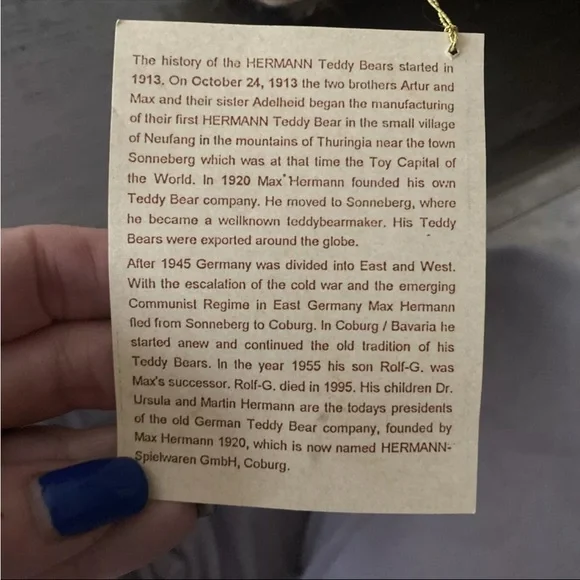 The history of the HERMANN Teddy Bears started in
1913. On October 24, 1913 the two brothers Artur and
Max and their sister Adelheid began the manufacturing
of their first HERMANN Teddy Bear in the small village
of Neufang in the mountains of Thuringia near the town
Sonneberg which was at that time the Toy Capital of
the World. In 1920 Max Hermann founded his own
Teddy Bear company. He moved to Sonneberg, where
he became a wellknown teddybearmaker. His Teddy
Bears were exported around the globe.
After 1945 Germany was divided into East and West.
With the escalation of the cold war and the emerging
Communist Regime in East Germany Max Hermann
fled from Sonneberg to Coburg. In Coburg / Bavaria he
started anew and continued the old tradition of his
Teddy Bears. In the year 1955 his son Rolf-G. was
Max's successor. Rolf-G. died in 1995. His children Dr.
Ursula and Martin Hermann are the todays presidents
of the old German Teddy Bear company, founded by
Max Hermann 1920, which is now named HERMANN-
Spielwaren GmbH, Coburg.